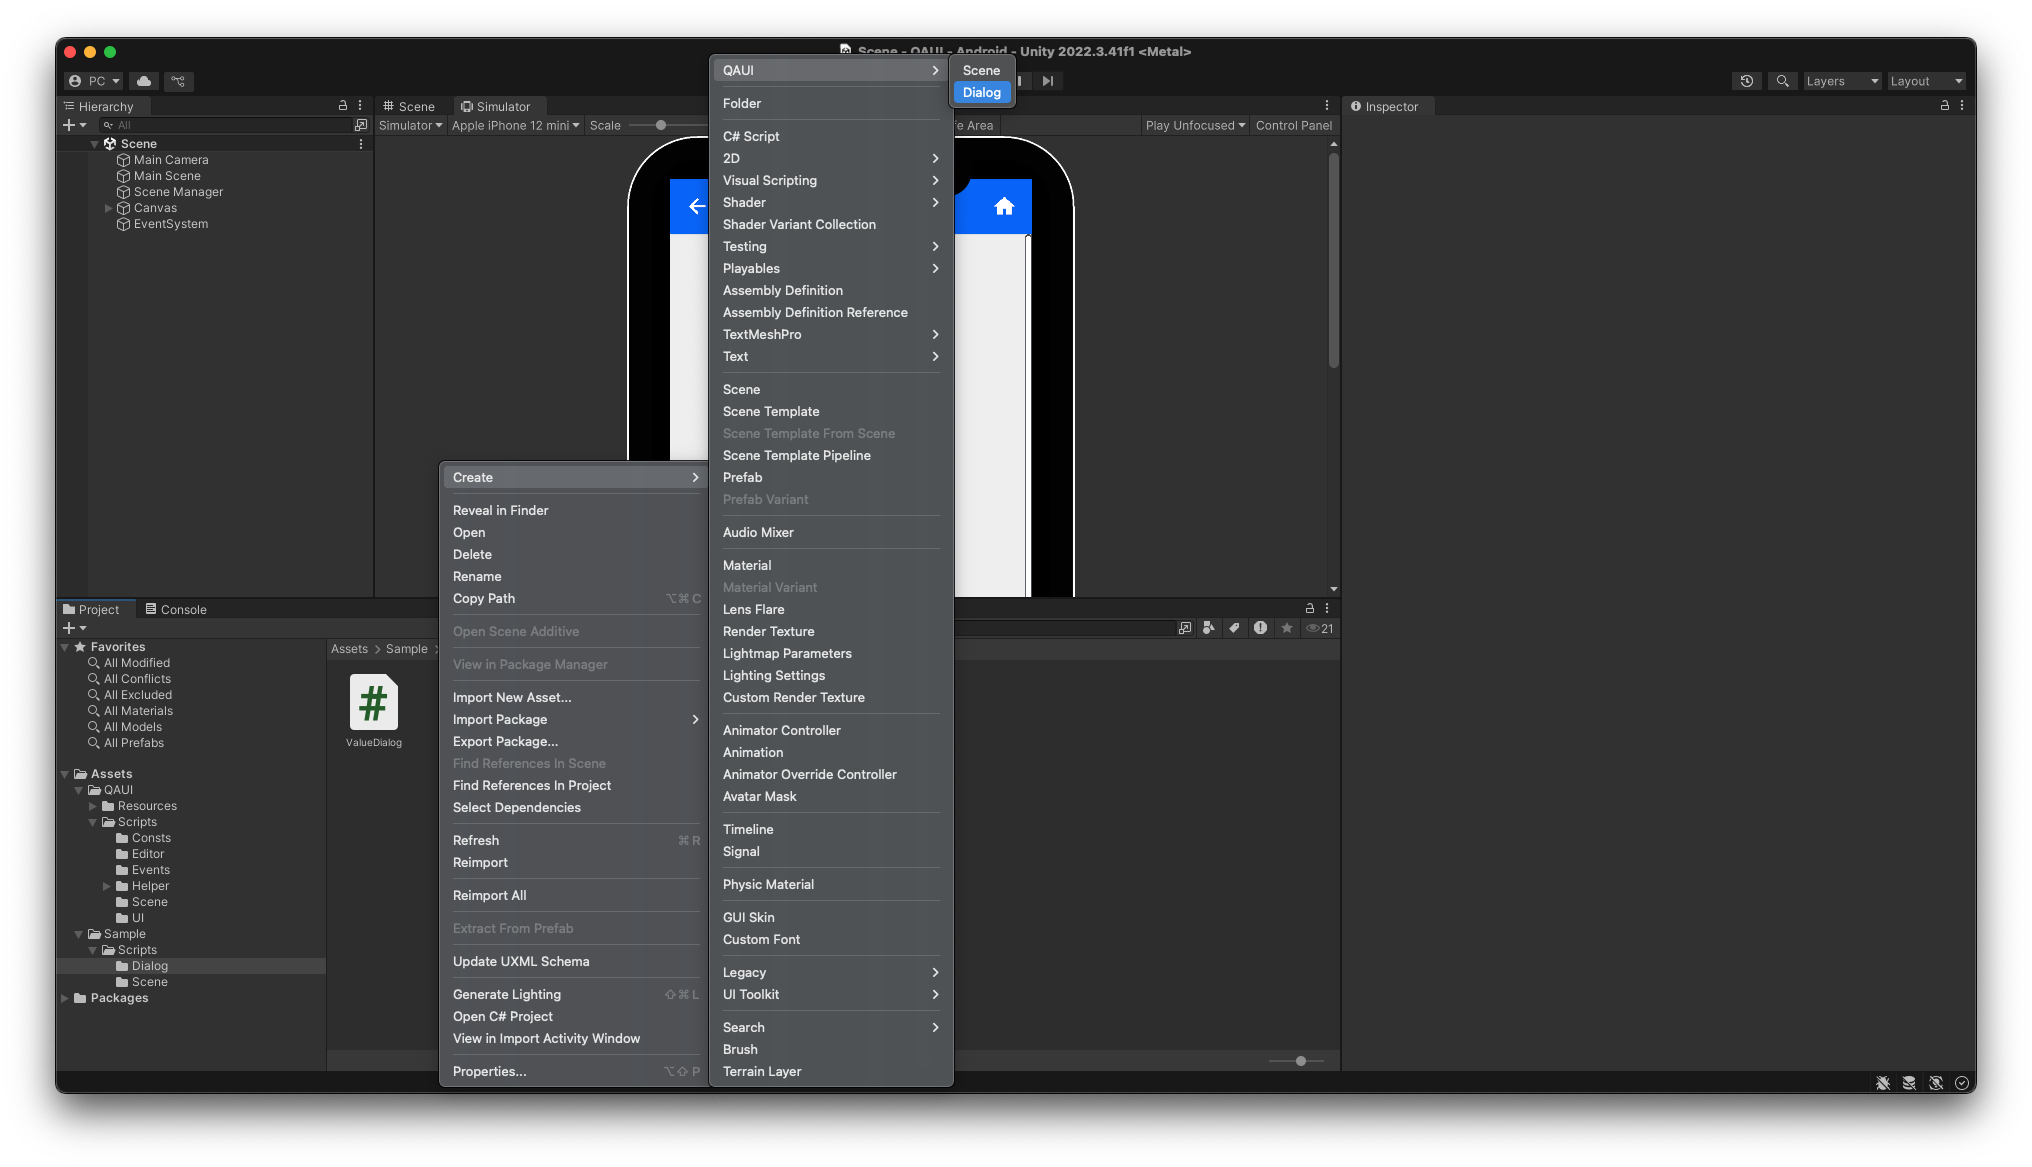 Scene - QAUI - Android - Unity 2022.3.41f1 <Metal>
PC
Layers
Layout
Hierarchy
All
Scene
Main Camera
Main Scene
Scene Manager
Canvas
EventSystem
Scene
Simulator
Simulator
Apple iPhone 12 mini
Scale
fe Area
Play Unfocused
Control Panel
Inspector
QAUI
Folder
C# Script
2D
Visual Scripting
Shader
Shader Variant Collection
Testing
Playables
Assembly Definition
Assembly Definition Reference
TextMeshPro
Text
Scene
Scene Template
Scene Template From Scene
Scene Template Pipeline
Prefab
Prefab Variant
Audio Mixer
Material
Material Variant
Lens Flare
Render Texture
Lightmap Parameters
Lighting Settings
Custom Render Texture
Animator Controller
Animation
Animator Override Controller
Avatar Mask
Timeline
Signal
Physic Material
GUI Skin
Custom Font
Legacy
UI Toolkit
Search
Brush
Terrain Layer
Scene
Dialog
Create
Reveal in Finder
Open
Delete
Rename
Copy Path ⌥⌘C
Open Scene Additive
View in Package Manager
Import New Asset...
Import Package
Export Package...
Find References In Scene
Find References In Project
Select Dependencies
Refresh ⌘R
Reimport
Reimport All
Extract From Prefab
Update UXML Schema
Generate Lighting ⇧⌘L
Open C# Project
View in Import Activity Window
Properties... ⌥⇧P
Project
Console
21
Favorites
All Modified
All Conflicts
All Excluded
All Materials
All Models
All Prefabs
Assets
QAUI
Resources
Scripts
Consts
Editor
Events
Helper
Scene
UI
Sample
Scripts
Dialog
Scene
Packages
Assets > Sample >
#
ValueDialog